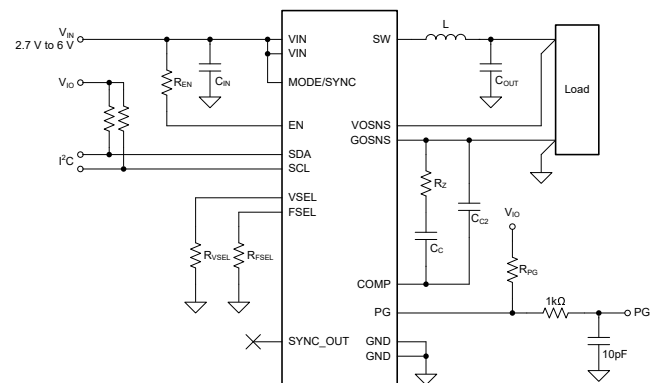 VIN
2.7 V to 6 V
VIO
I²C
REN
CIN
RVSEL
RFSEL
VIN
VIN
MODE/SYNC
EN
SDA
SCL
VSEL
FSEL
SYNC_OUT
SW
VOSNS
GOSNS
COMP
PG
GND
GND
L
COUT
Load
RZ
CC
CC2
VIO
RPG
1kΩ
PG
10pF